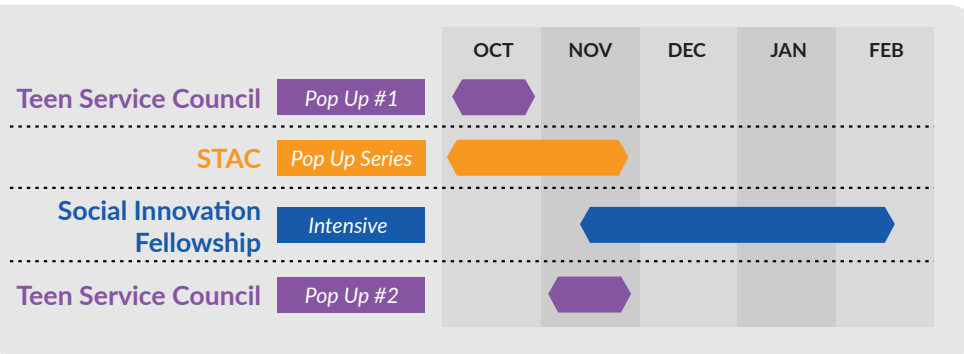 OCT NOV DEC JAN FEB
Teen Service Council Pop Up #1
STAC Pop Up Series
Social Innovation
Fellowship
Intensive
Teen Service Council Pop Up #2